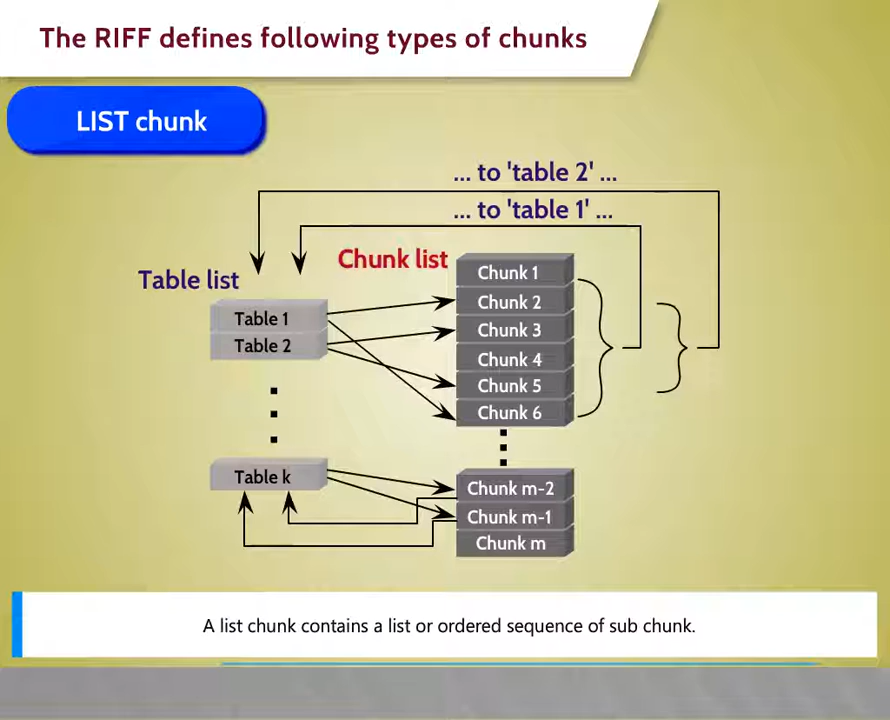 The RIFF defines following types of chunks
LIST chunk
... to 'table 2' ...
... to 'table 1' ...
Chunk list
Table list
Chunk 1
Chunk 2
Chunk 3
Chunk 4
Chunk 5
Chunk 6
Table 1
Table 2
Table k
Chunk m-2
Chunk m-1
Chunk m
A list chunk contains a list or ordered sequence of sub chunk.